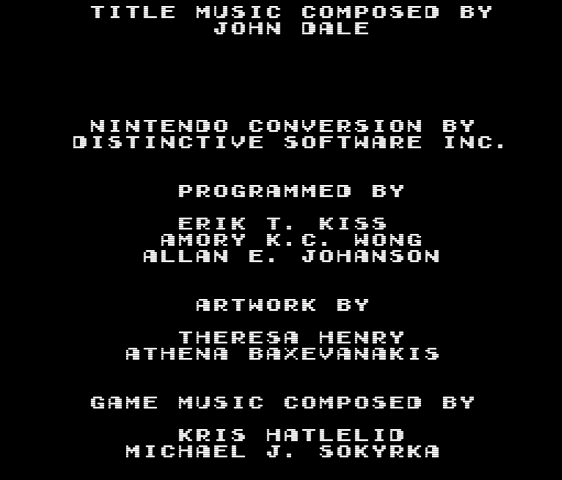 TITLE MUSIC COMPOSED BY
JOHN DALE
NINTENDO CONVERSION BY
DISTINCTIVE SOFTWARE INC.
PROGRAMMED BY
ERIK T. KISS
AMORY K.C. WONG
ALLAN E. JOHANSON
ARTWORK BY
THERESA HENRY
ATHENA BAXEVANAKIS
GAME MUSIC COMPOSED BY
KRIS HATLELID
MICHAEL J. SOKYRKA